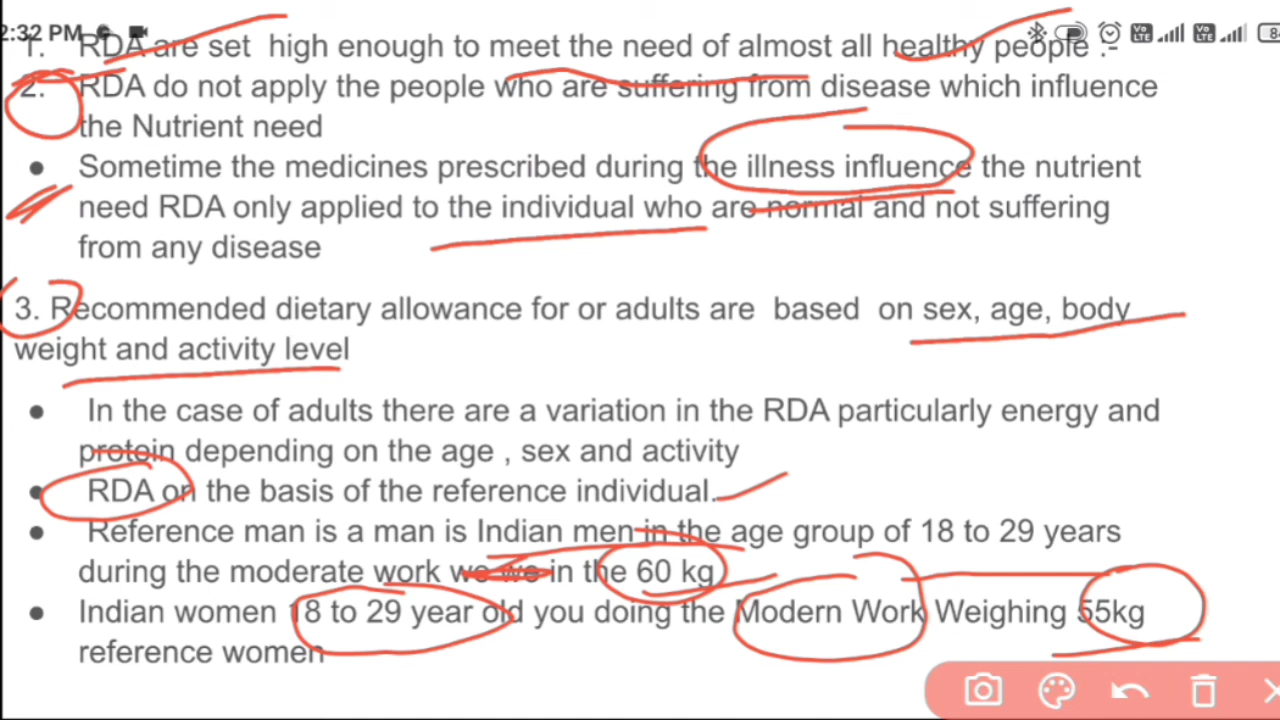 2:32 PM
1. RDA are set high enough to meet the need of almost all healthy people .
2. RDA do not apply the people who are suffering from disease which influence
the Nutrient need
● Sometime the medicines prescribed during the illness influence the nutrient
need RDA only applied to the individual who are normal and not suffering
from any disease
3. Recommended dietary allowance for or adults are based on sex, age, body
weight and activity level
● In the case of adults there are a variation in the RDA particularly energy and
protein depending on the age , sex and activity
● RDA on the basis of the reference individual.
● Reference man is a man is Indian men in the age group of 18 to 29 years
during the moderate work we we in the 60 kg
● Indian women 18 to 29 year old you doing the Modern Work Weighing 55kg
reference women